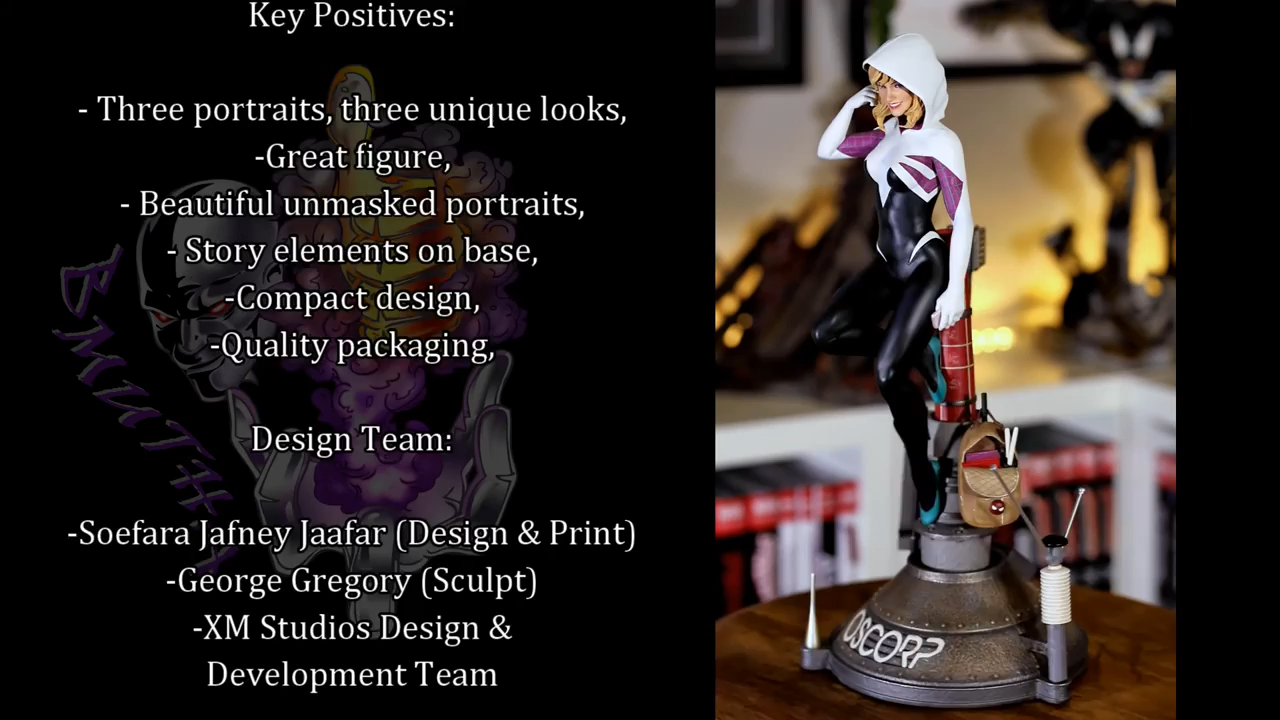 Key Positives:
- Three portraits, three unique looks,
-Great figure,
- Beautiful unmasked portraits,
- Story elements on base,
-Compact design,
-Quality packaging,
Design Team:
-Soefara Jafney Jaafar (Design & Print)
-George Gregory (Sculpt)
-XM Studios Design &
Development Team
OSCORP